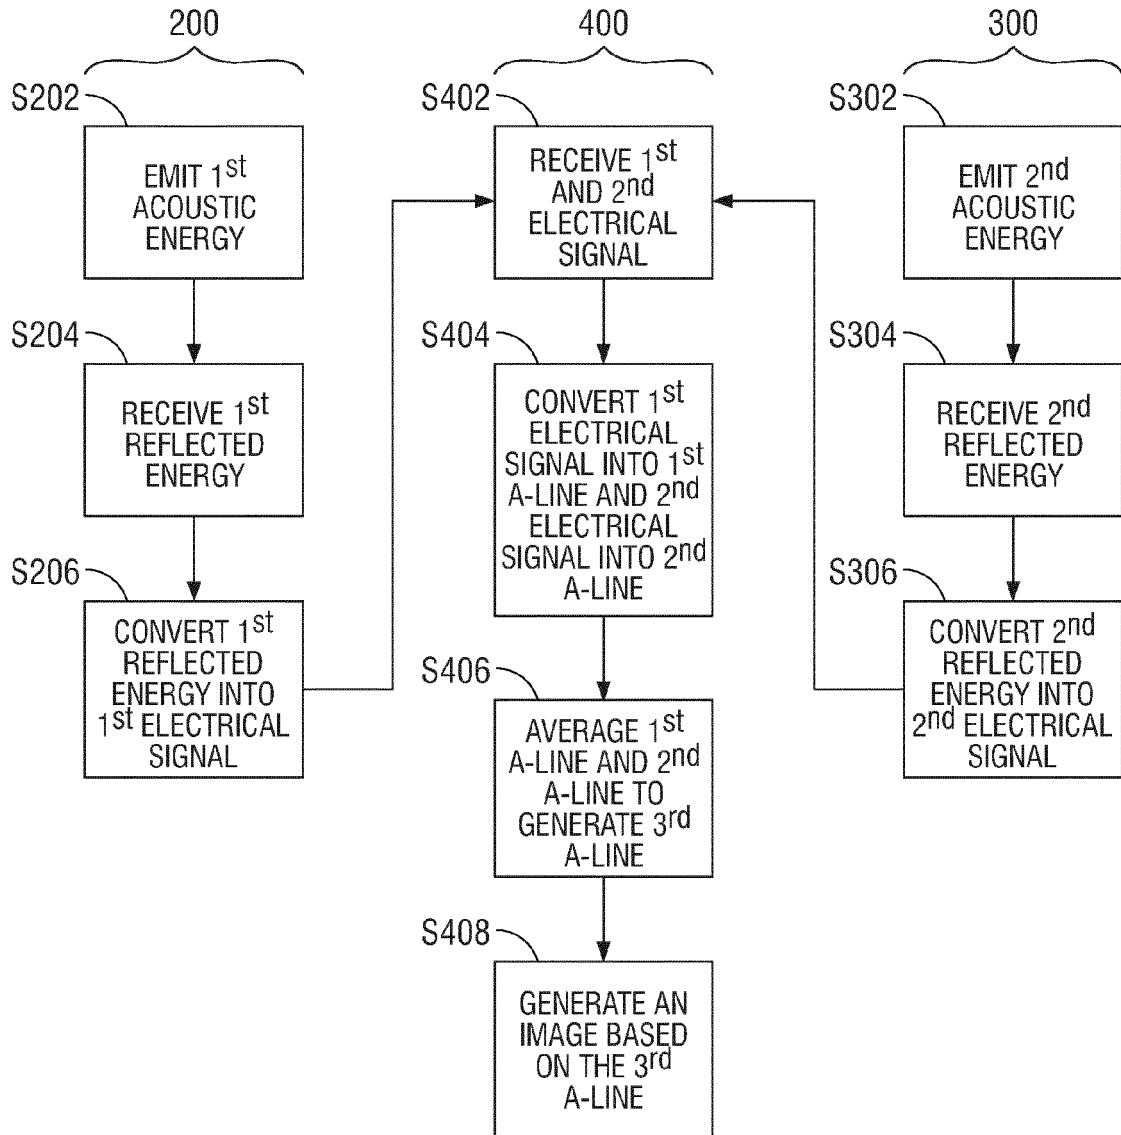 200
S202
EMIT 1st
ACOUSTIC
ENERGY
S204
RECEIVE 1st
REFLECTED
ENERGY
S206
CONVERT 1st
REFLECTED
ENERGY INTO
1st ELECTRICAL
SIGNAL
400
S402
RECEIVE 1st
AND 2nd
ELECTRICAL
SIGNAL
S404
CONVERT 1st
ELECTRICAL
SIGNAL INTO 1st
A-LINE AND 2nd
ELECTRICAL
SIGNAL INTO 2nd
A-LINE
S406
AVERAGE 1st
A-LINE AND 2nd
A-LINE TO
GENERATE 3rd
A-LINE
S408
GENERATE AN
IMAGE BASED
ON THE 3rd
A-LINE
300
S302
EMIT 2nd
ACOUSTIC
ENERGY
S304
RECEIVE 2nd
REFLECTED
ENERGY
S306
CONVERT 2nd
REFLECTED
ENERGY INTO
2nd ELECTRICAL
SIGNAL